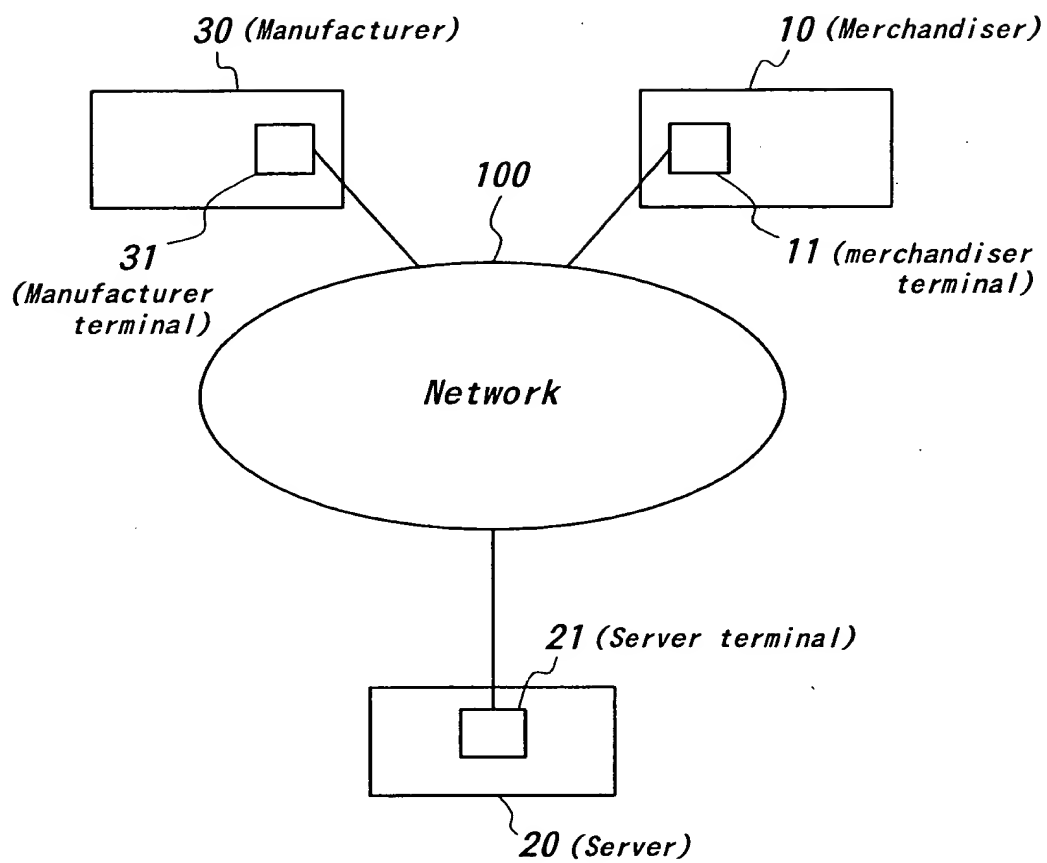 30 (Manufacturer)
10 (Merchandiser)
100
31
(Manufacturer
terminal)
11 (merchandiser
terminal)
Network
21 (Server terminal)
20 (Server)